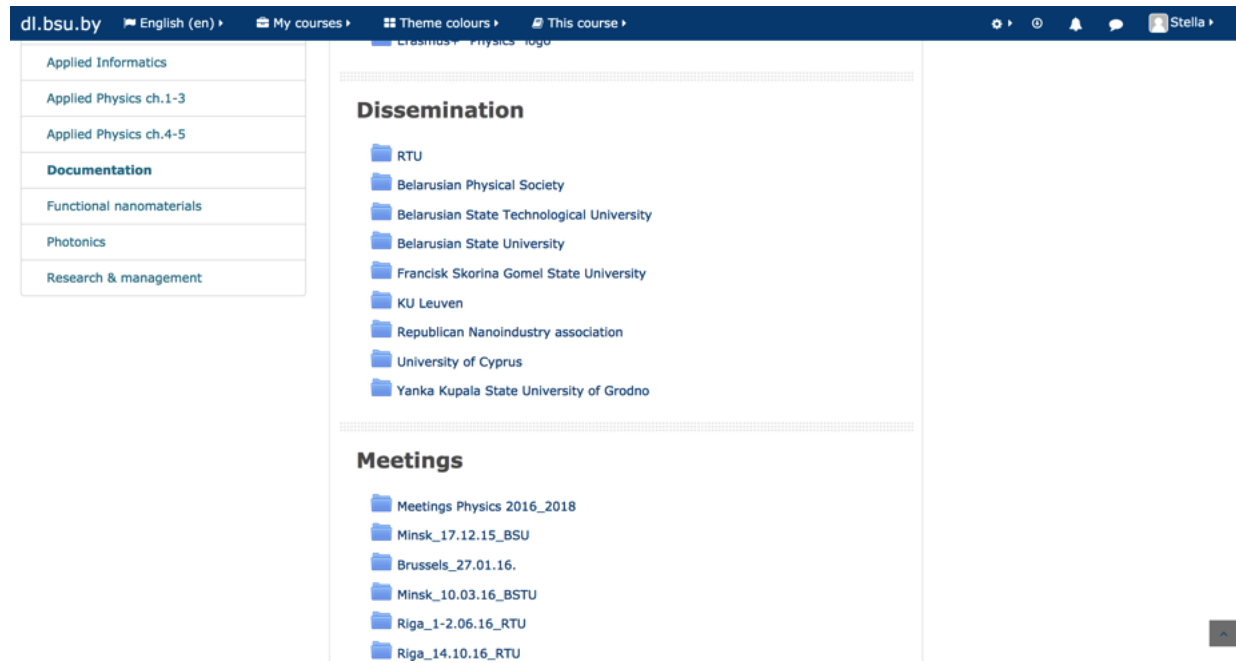 dl.bsu.by English (en) My courses Theme colours This course Stella
Erasmus+ "Physics" logo
Applied Informatics
Applied Physics ch.1-3
Applied Physics ch.4-5
Documentation
Functional nanomaterials
Photonics
Research & management
Dissemination
RTU
Belarusian Physical Society
Belarusian State Technological University
Belarusian State University
Francisk Skorina Gomel State University
KU Leuven
Republican Nanoindustry association
University of Cyprus
Yanka Kupala State University of Grodno
Meetings
Meetings Physics 2016_2018
Minsk_17.12.15_BSU
Brussels_27.01.16.
Minsk_10.03.16_BSTU
Riga_1-2.06.16_RTU
Riga_14.10.16_RTU